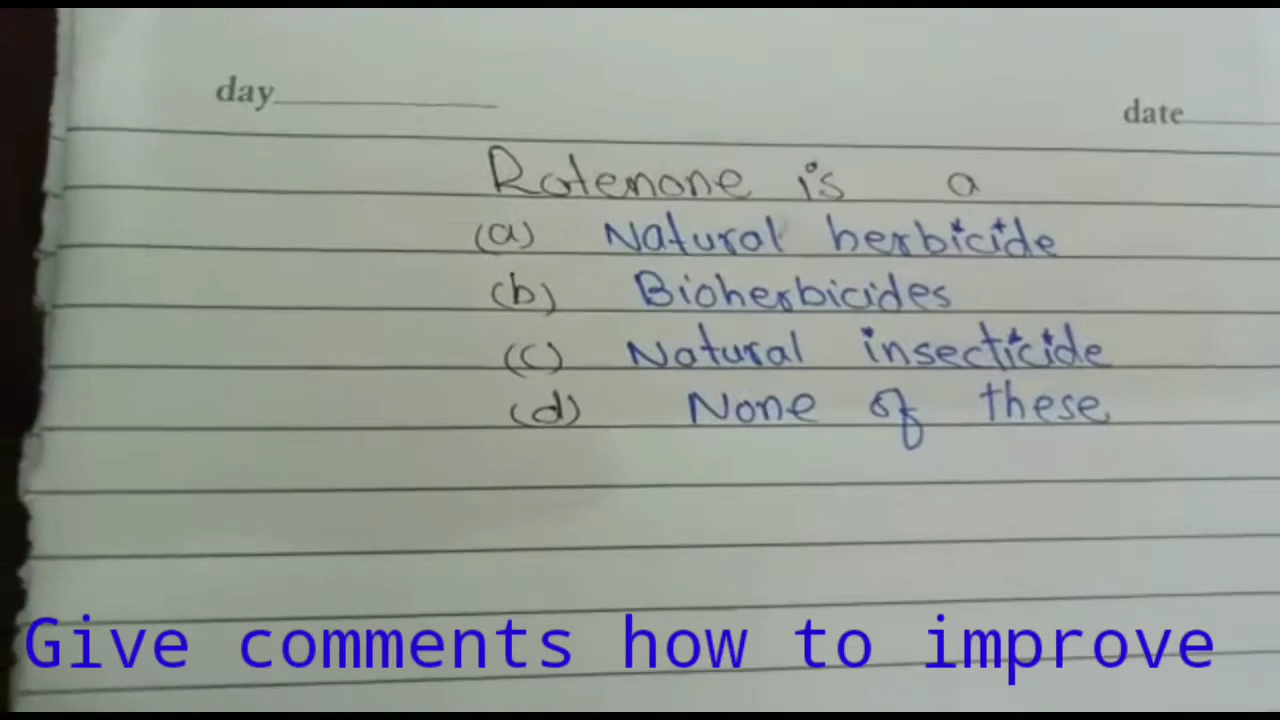 day
date
Rotenone is a
(a) Natural herbicide
(b) Bioherbicides
(c) Natural insecticide
(d) None of these
Give comments how to improve